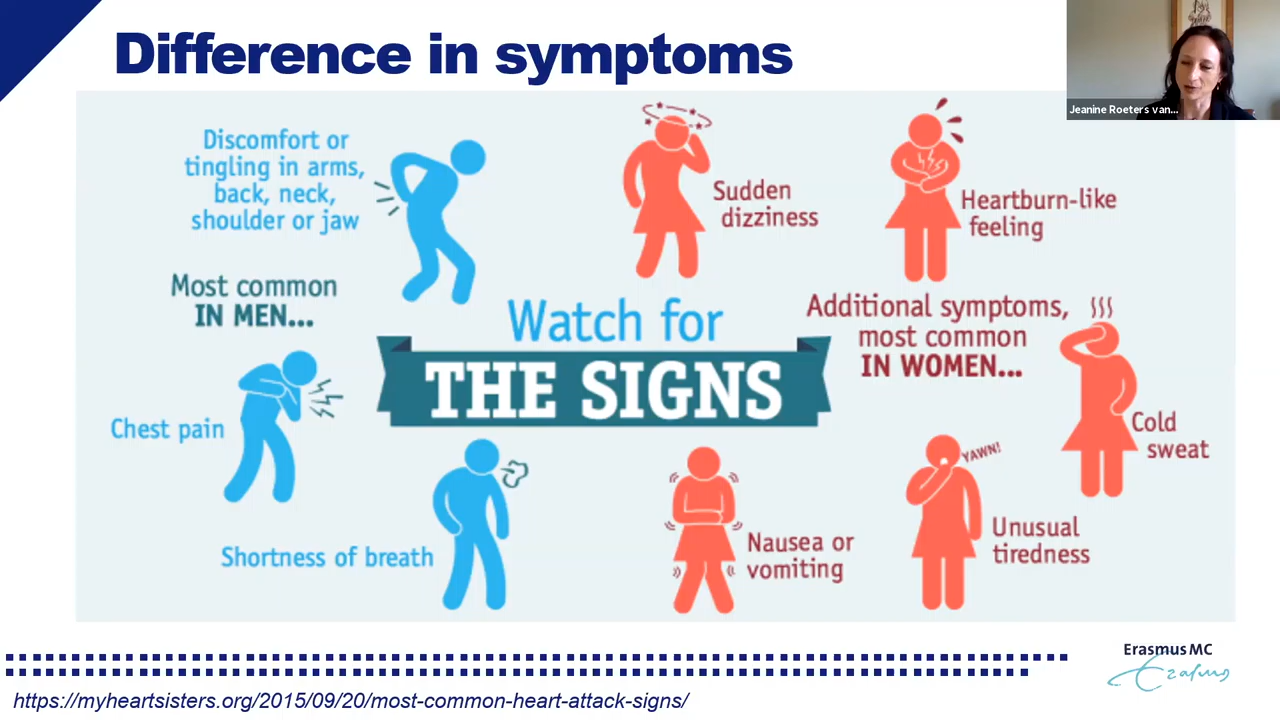 Difference in symptoms
Jeanine Roeters van...
Discomfort or
tingling in arms,
back, neck,
shoulder or jaw
Most common
IN MEN...
Chest pain
Shortness of breath
Watch for
THE SIGNS
Sudden
dizziness
Heartburn-like
feeling
Additional symptoms,
most common
IN WOMEN...
Cold
sweat
YAWN!
Unusual
tiredness
Nausea or
vomiting
Erasmus MC
Erasmus
https://myheartsisters.org/2015/09/20/most-common-heart-attack-signs/